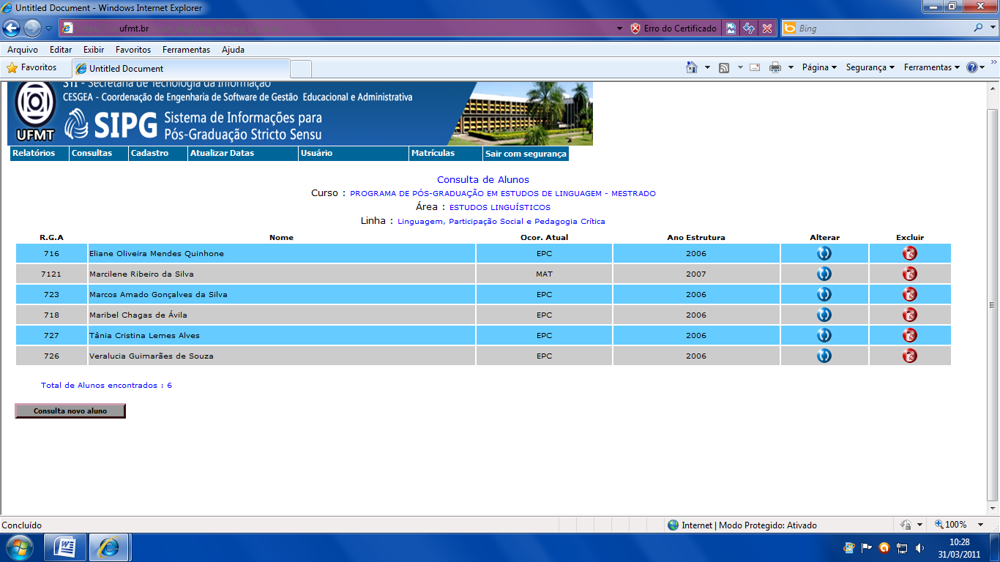 Untitled Document - Windows Internet Explorer
ufmt.br
Erro do Certificado
Bing
Arquivo Editar Exibir Favoritos Ferramentas Ajuda
Favoritos
Untitled Document
Página Segurança Ferramentas
STI - Secretaria de Tecnologia da Informação
CESGEA - Coordenação de Engenharia de Software de Gestão Educacional e Administrativa
UFMT
SIPG
Sistema de Informações para
Pós-Graduação Stricto Sensu
Relatórios Consultas Cadastro Atualizar Datas Usuário Matrículas Sair com segurança
Consulta de Alunos
Curso : PROGRAMA DE PÓS-GRADUAÇÃO EM ESTUDOS DE LINGUAGEM - MESTRADO
Área : ESTUDOS LINGUÍSTICOS
Linha : Linguagem, Participação Social e Pedagogia Crítica
R.G.A Nome Ocor. Atual Ano Estrutura Alterar Excluir
716 Eliane Oliveira Mendes Quinhone EPC 2006
7121 Marcilene Ribeiro da Silva MAT 2007
723 Marcos Amado Gonçalves da Silva EPC 2006
718 Maribel Chagas de Ávila EPC 2006
727 Tânia Cristina Lemes Alves EPC 2006
726 Veralucia Guimarães de Souza EPC 2006
Total de Alunos encontrados : 6
Consulta novo aluno
Concluído
Internet | Modo Protegido: Ativado
100%
10:28
31/03/2011